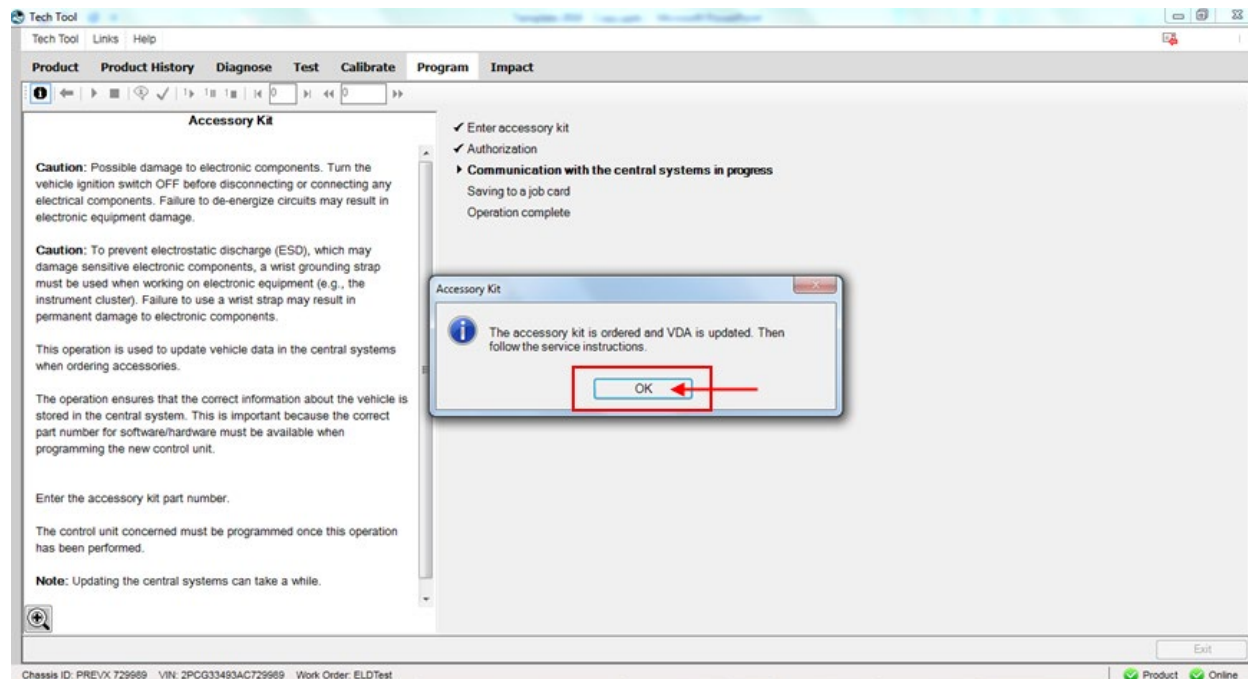 Tech Tool
Tech Tool Links Help
Product Product History Diagnose Test Calibrate Program Impact
0 0
Accessory Kit
Caution: Possible damage to electronic components. Turn the
vehicle ignition switch OFF before disconnecting or connecting any
electrical components. Failure to de-energize circuits may result in
electronic equipment damage.
Caution: To prevent electrostatic discharge (ESD), which may
damage sensitive electronic components, a wrist grounding strap
must be used when working on electronic equipment (e.g., the
instrument cluster). Failure to use a wrist strap may result in
permanent damage to electronic components.
This operation is used to update vehicle data in the central systems
when ordering accessories.
The operation ensures that the correct information about the vehicle is
stored in the central system. This is important because the correct
part number for software/hardware must be available when
programming the new control unit.
Enter the accessory kit part number.
The control unit concerned must be programmed once this operation
has been performed.
Note: Updating the central systems can take a while.
✓ Enter accessory kit
✓ Authorization
Communication with the central systems in progress
Saving to a job card
Operation complete
Accessory Kit
The accessory kit is ordered and VDA is updated. Then
follow the service instructions.
OK
Exit
Chassis ID: PREVX 729989 VIN: 2PCG33493AC729989 Work Order: ELDTest Product Online